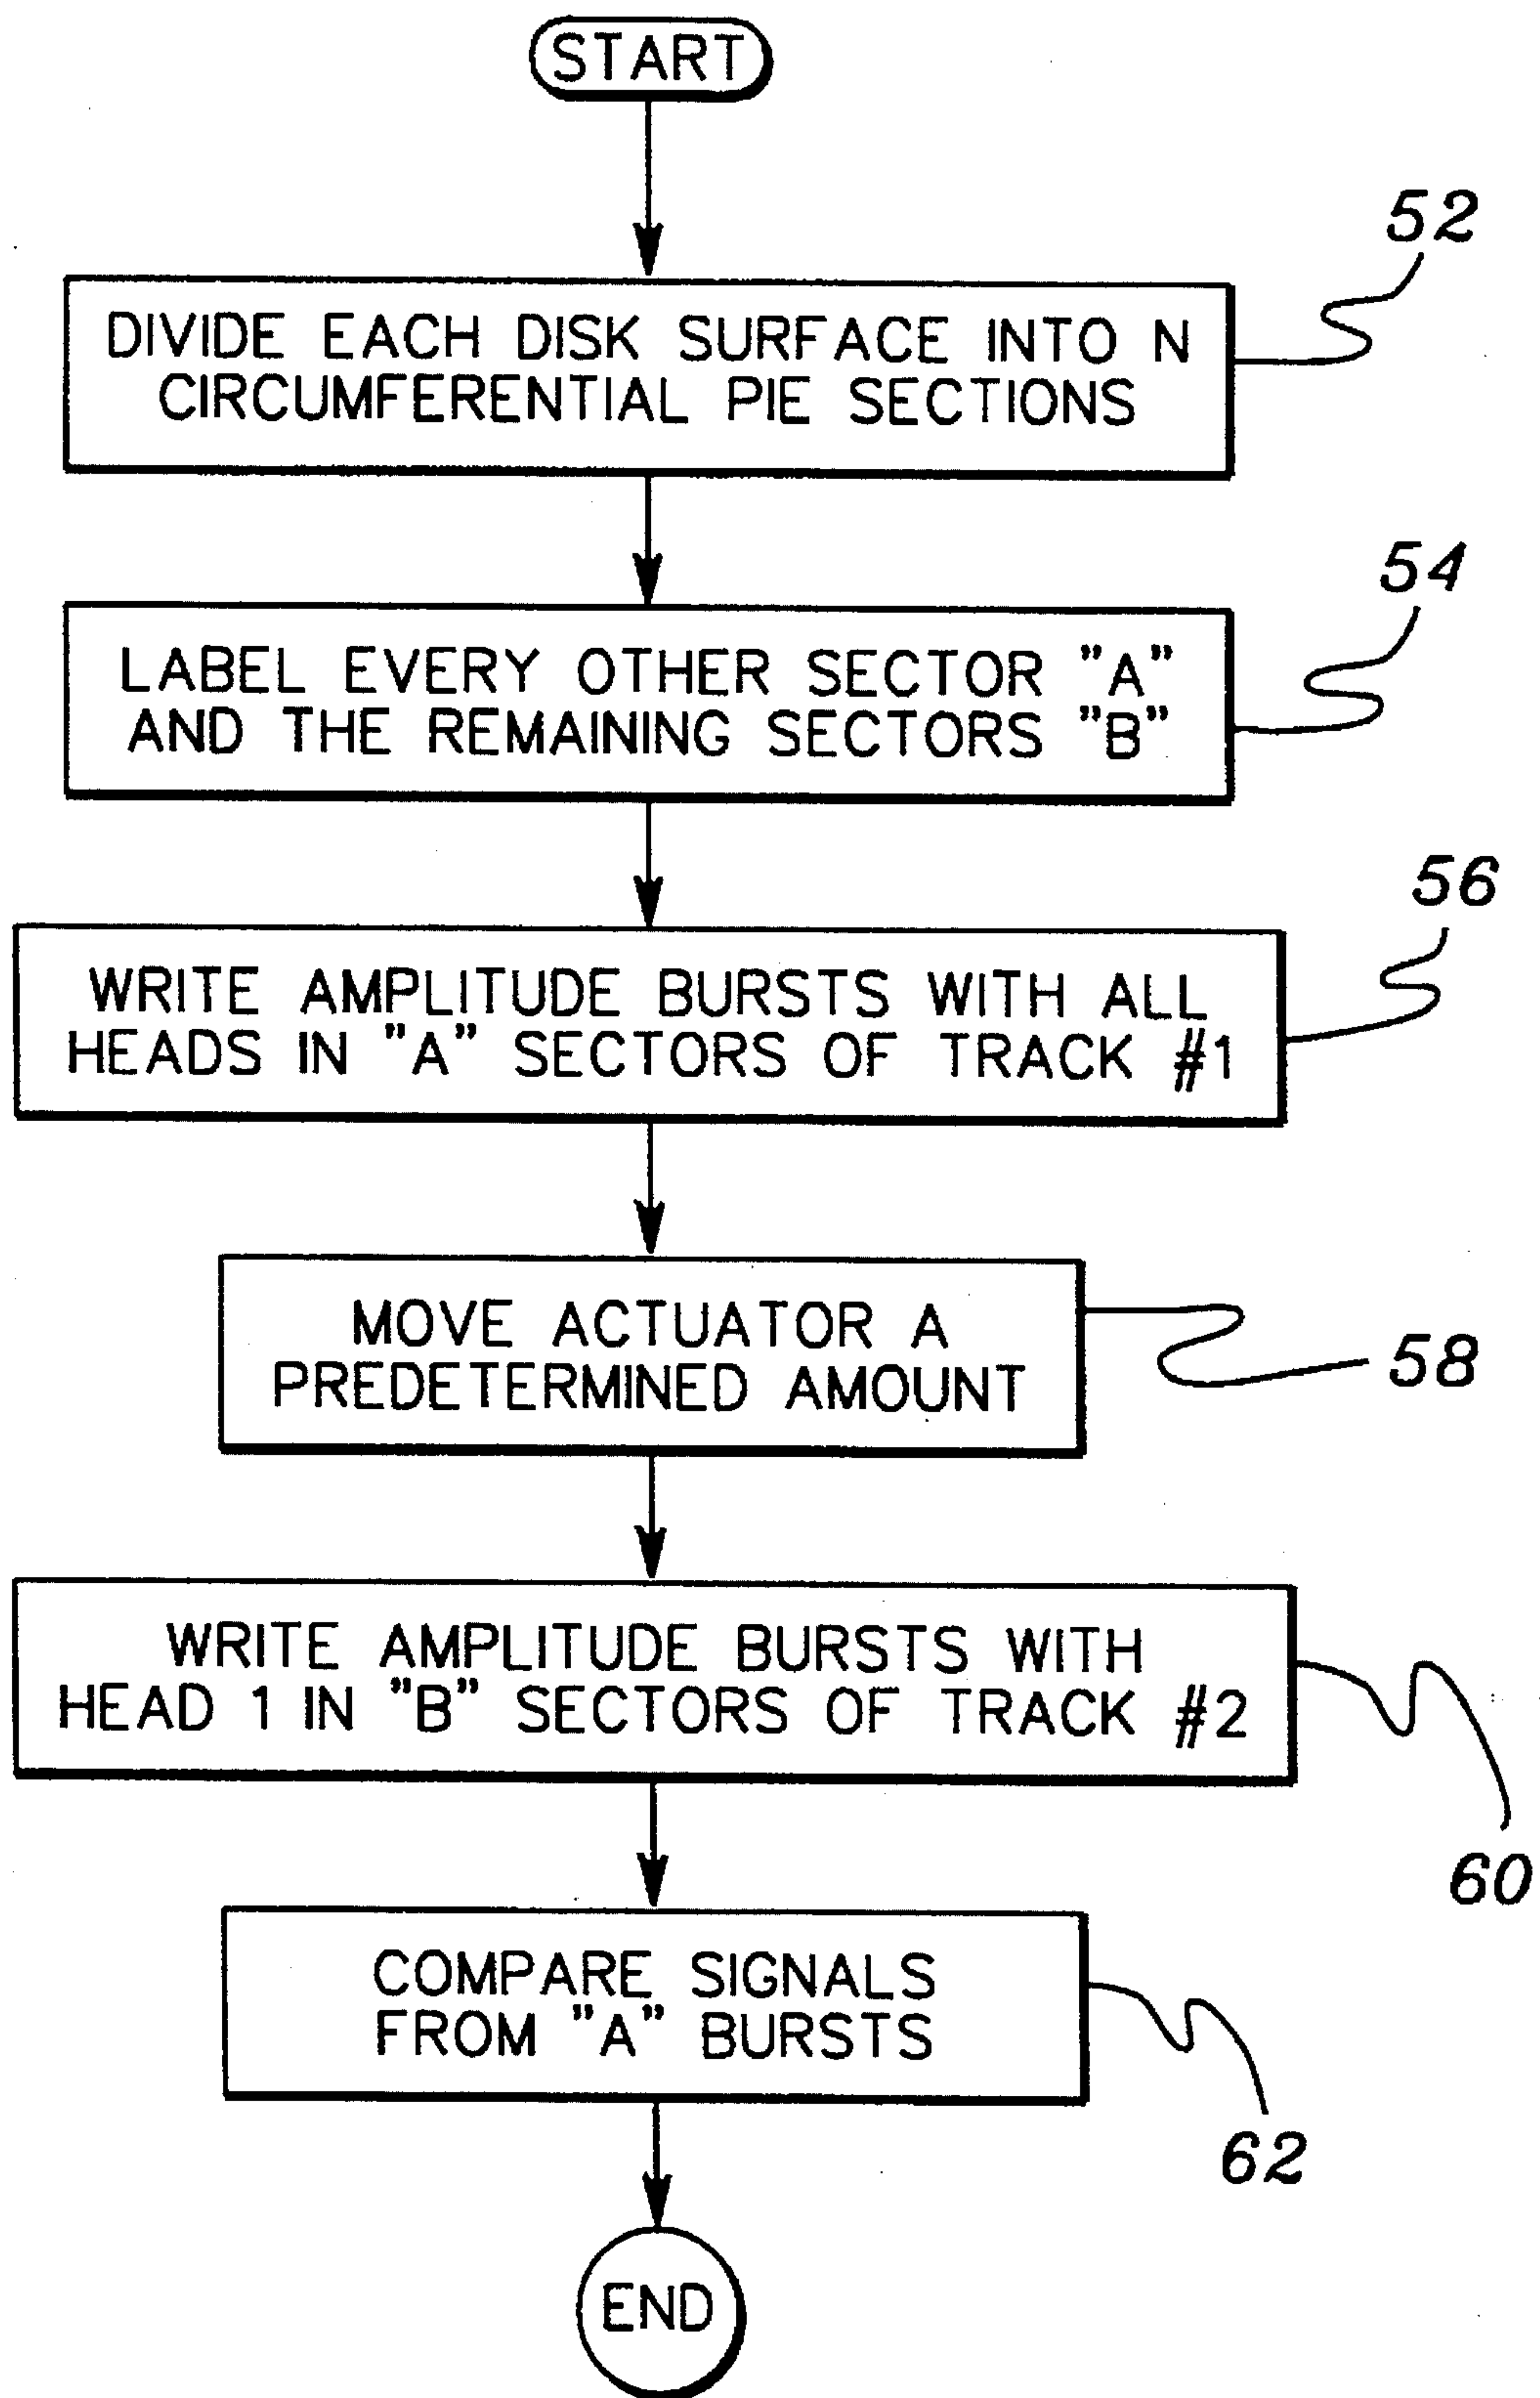 START
52
DIVIDE EACH DISK SURFACE INTO N
CIRCUMFERENTIAL PIE SECTIONS
54
LABEL EVERY OTHER SECTOR "A"
AND THE REMAINING SECTORS "B"
56
WRITE AMPLITUDE BURSTS WITH ALL
HEADS IN "A" SECTORS OF TRACK #1
MOVE ACTUATOR A
PREDETERMINED AMOUNT
58
WRITE AMPLITUDE BURSTS WITH
HEAD 1 IN "B" SECTORS OF TRACK #2
60
COMPARE SIGNALS
FROM "A" BURSTS
62
END